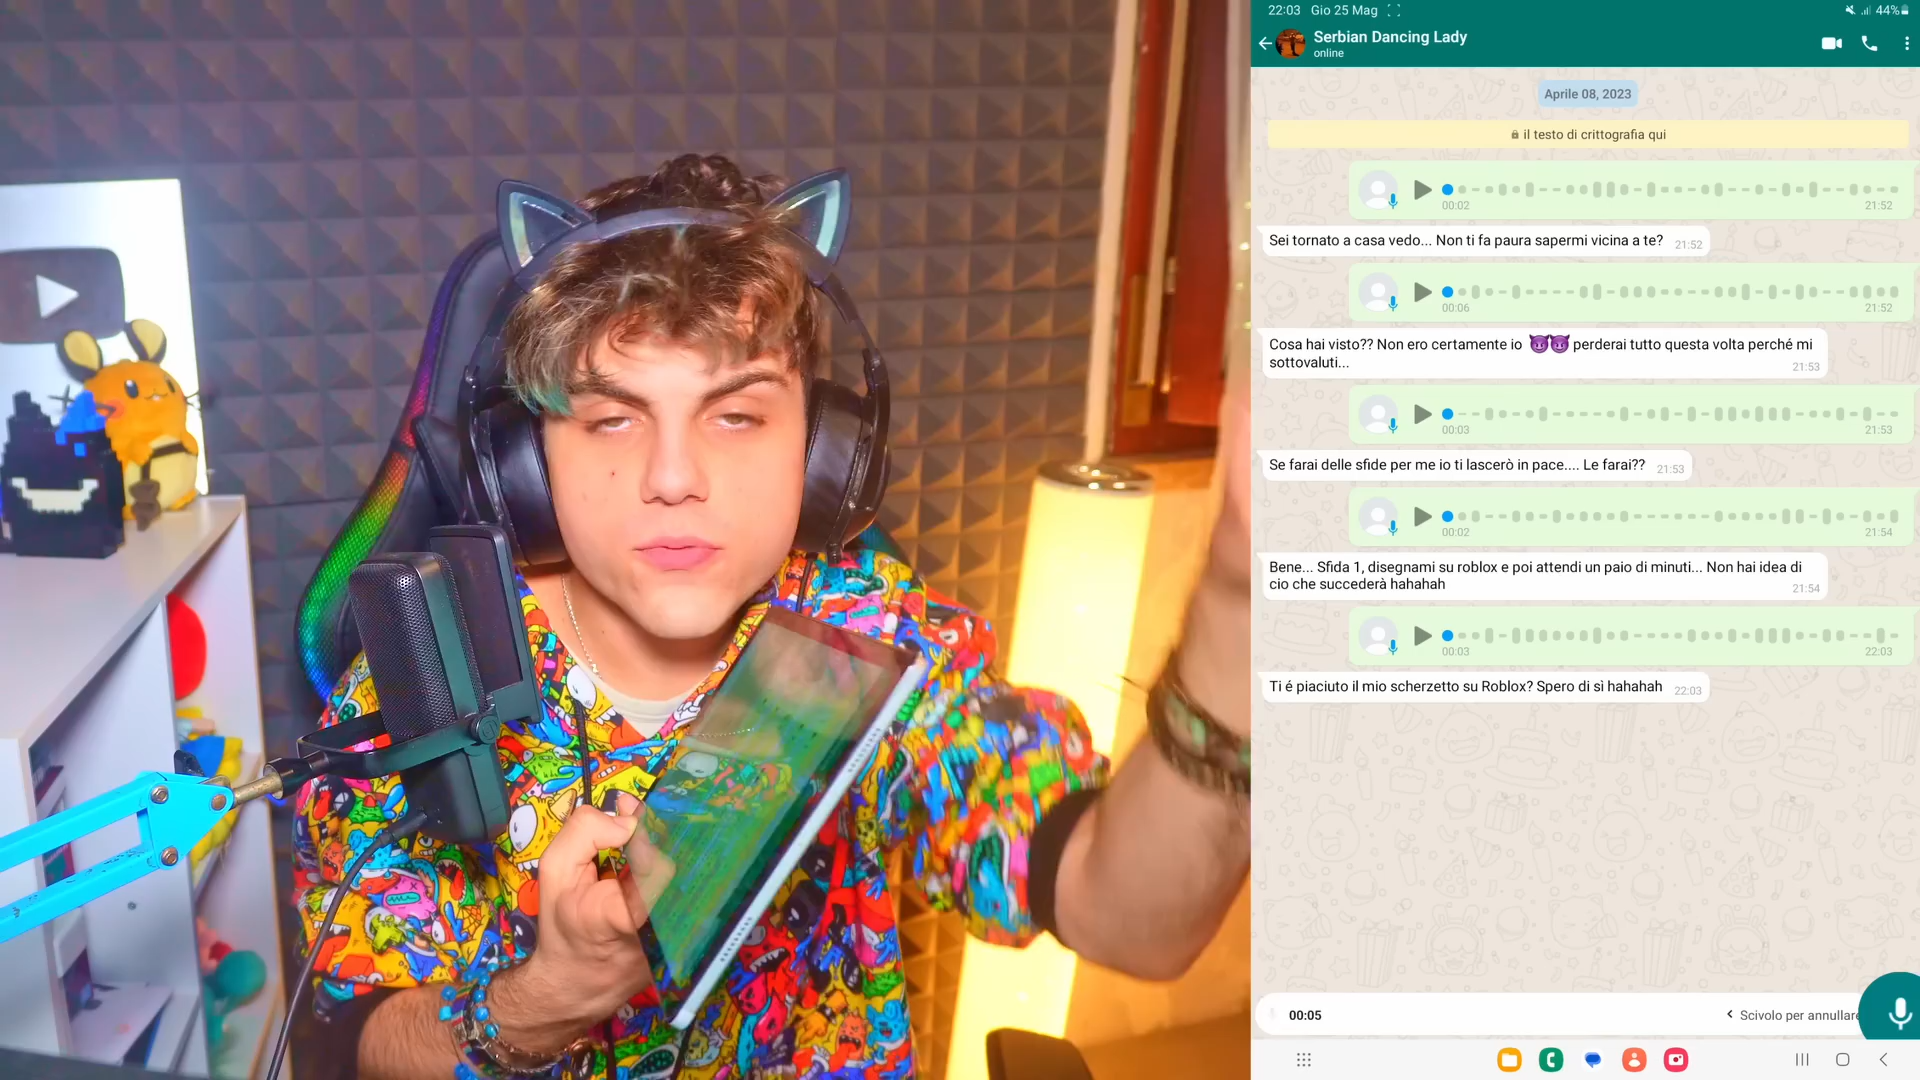 22:03 Gio 25 Mag
44%
Serbian Dancing Lady
online
Aprile 08, 2023
il testo di crittografia qui
00:02 21:52
Sei tornato a casa vedo... Non ti fa paura sapermi vicina a te? 21:52
00:06 21:52
Cosa hai visto?? Non ero certamente io 😈😈 perderai tutto questa volta perché mi
sottovaluti... 21:53
00:03 21:53
Se farai delle sfide per me io ti lascerò in pace.... Le farai?? 21:53
00:02 21:54
Bene... Sfida 1, disegnami su roblox e poi attendi un paio di minuti... Non hai idea di
cio che succederà hahahah 21:54
00:03 22:03
Ti é piaciuto il mio scherzetto su Roblox? Spero di sì hahahah 22:03
00:05
Scivolo per annullare